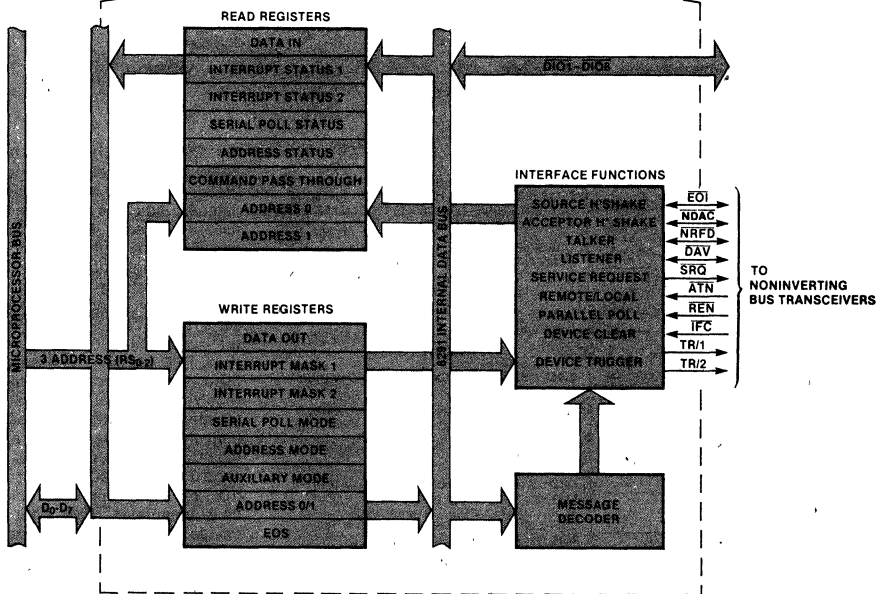 READ REGISTERS
DATA IN
INTERRUPT STATUS 1
INTERRUPT STATUS 2
SERIAL POLL STATUS
ADDRESS STATUS
COMMAND PASS THROUGH
ADDRESS 0
ADDRESS 1
MICROPROCESSOR BUS
3 ADDRESS (RS0-2)
D0-D7
WRITE REGISTERS
DATA OUT
INTERRUPT MASK 1
INTERRUPT MASK 2
SERIAL POLL MODE
ADDRESS MODE
AUXILIARY MODE
ADDRESS 0/1
EOS
8291 INTERNAL DATA BUS
DIO1-DIO8
INTERFACE FUNCTIONS
SOURCE H'SHAKE
ACCEPTOR H' SHAKE
TALKER
LISTENER
SERVICE REQUEST
REMOTE/LOCAL
PARALLEL POLL
DEVICE CLEAR
DEVICE TRIGGER
EOI
NDAC
NRFD
DAV
SRQ
ATN
REN
IFC
TR/1
TR/2
TO
NONINVERTING
BUS TRANSCEIVERS
MESSAGE
DECODER